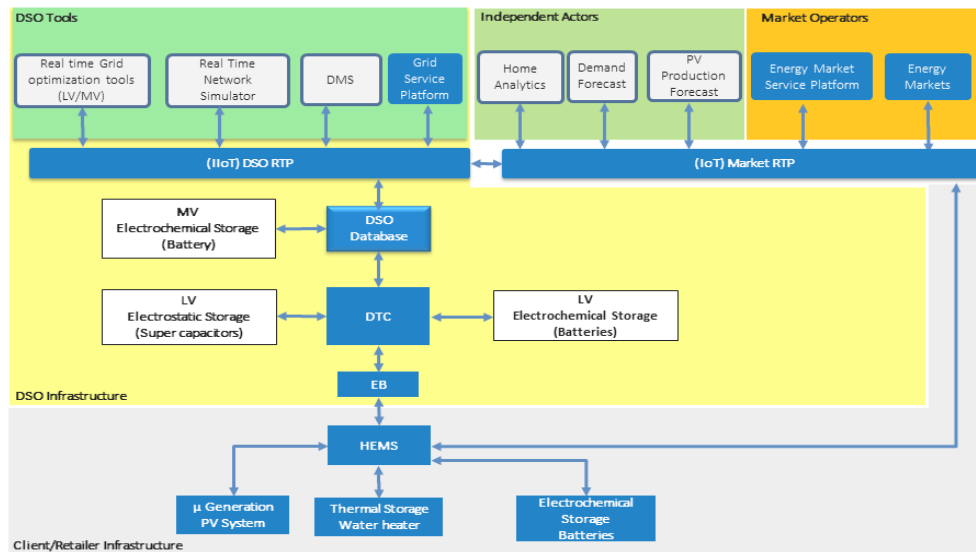 DSO Tools
Independent Actors
Market Operators
Real time Grid
optimization tools
(LV/MV)
Real Time
Network
Simulator
DMS
Grid
Service
Platform
Home
Analytics
Demand
Forecast
PV
Production
Forecast
Energy Market
Service Platform
Energy
Markets
(IIoT) DSO RTP
(IoT) Market RTP
MV
Electrochemical Storage
(Battery)
DSO
Database
LV
Electrostatic Storage
(Super capacitors)
DTC
LV
Electrochemical Storage
(Batteries)
EB
DSO Infrastructure
HEMS
μ Generation
PV System
Thermal Storage
Water heater
Electrochemical
Storage
Batteries
Client/Retailer Infrastructure